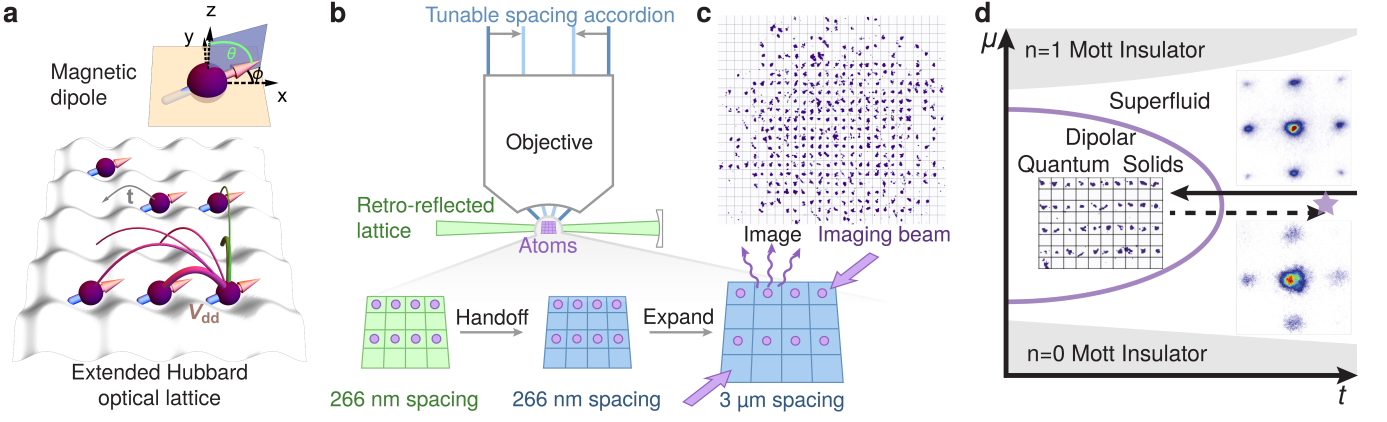 a
z
y
θ
ϕ
x
Magnetic
dipole
t
Vdd
Extended Hubbard
optical lattice
b
Tunable spacing accordion
Objective
Retro-reflected
lattice
Atoms
Handoff
Expand
266 nm spacing
266 nm spacing
3 µm spacing
c
Image
Imaging beam
d
μ
n=1 Mott Insulator
Superfluid
Dipolar
Quantum Solids
n=0 Mott Insulator
t